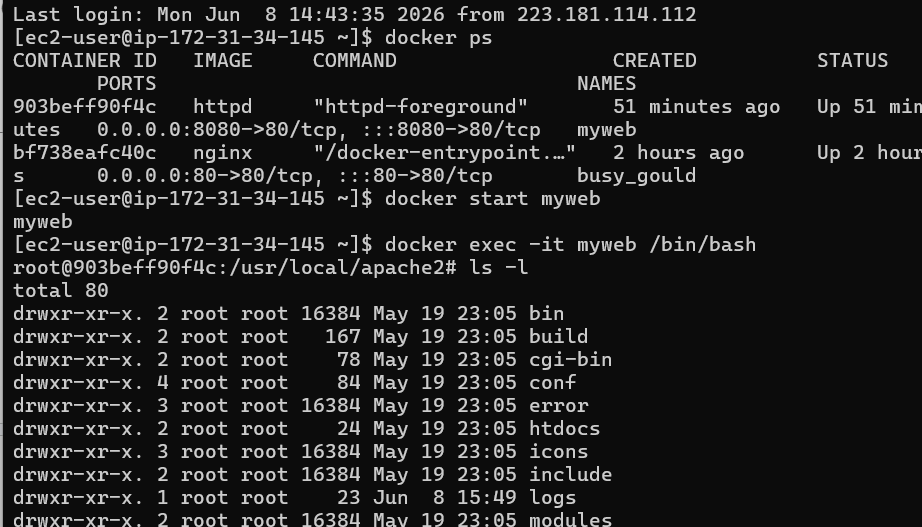 Last login: Mon Jun  8 14:43:35 2026 from 223.181.114.112
[ec2-user@ip-172-31-34-145 ~]$ docker ps
CONTAINER ID   IMAGE     COMMAND                  CREATED          STATUS
       PORTS                                   NAMES
903beff90f4c   httpd     "httpd-foreground"       51 minutes ago   Up 51 min
utes   0.0.0.0:8080->80/tcp, :::8080->80/tcp   myweb
bf738eafc40c   nginx     "/docker-entrypoint.…"   2 hours ago      Up 2 hour
s      0.0.0.0:80->80/tcp, :::80->80/tcp       busy_gould
[ec2-user@ip-172-31-34-145 ~]$ docker start myweb
myweb
[ec2-user@ip-172-31-34-145 ~]$ docker exec -it myweb /bin/bash
root@903beff90f4c:/usr/local/apache2# ls -l
total 80
drwxr-xr-x. 2 root root 16384 May 19 23:05 bin
drwxr-xr-x. 2 root root   167 May 19 23:05 build
drwxr-xr-x. 2 root root    78 May 19 23:05 cgi-bin
drwxr-xr-x. 4 root root    84 May 19 23:05 conf
drwxr-xr-x. 3 root root 16384 May 19 23:05 error
drwxr-xr-x. 2 root root    24 May 19 23:05 htdocs
drwxr-xr-x. 3 root root 16384 May 19 23:05 icons
drwxr-xr-x. 2 root root 16384 May 19 23:05 include
drwxr-xr-x. 1 root root    23 Jun  8 15:49 logs
drwxr-xr-x. 2 root root 16384 May 19 23:05 modules